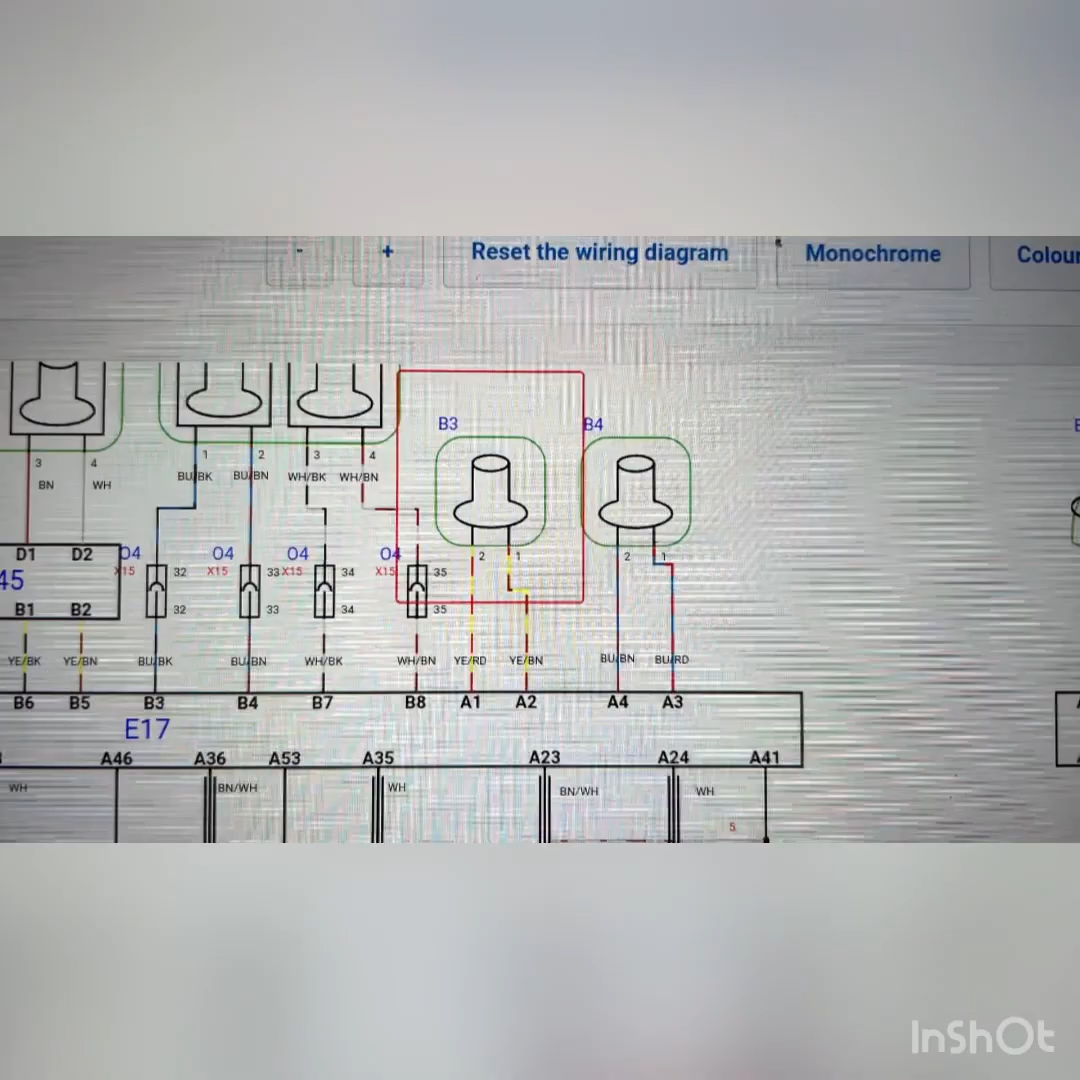 - + Reset the wiring diagram Monochrome Colour
B3 B4
3 4 1 2 3 4
BN WH BU/BK BU/BN WH/BK WH/BN
2 1 2 1
D1 D2 O4 O4 O4 O4
X15 32 X15 33 X15 34 X15 35
45
B1 B2 32 33 34 35
YE/BK YE/BN BU/BK BU/BN WH/BK WH/BN YE/RD YE/BN BU/BN BU/RD
B6 B5 B3 B4 B7 B8 A1 A2 A4 A3
E17
A46 A36 A53 A35 A23 A24 A41
WH BN/WH WH BN/WH WH
5
InShOt